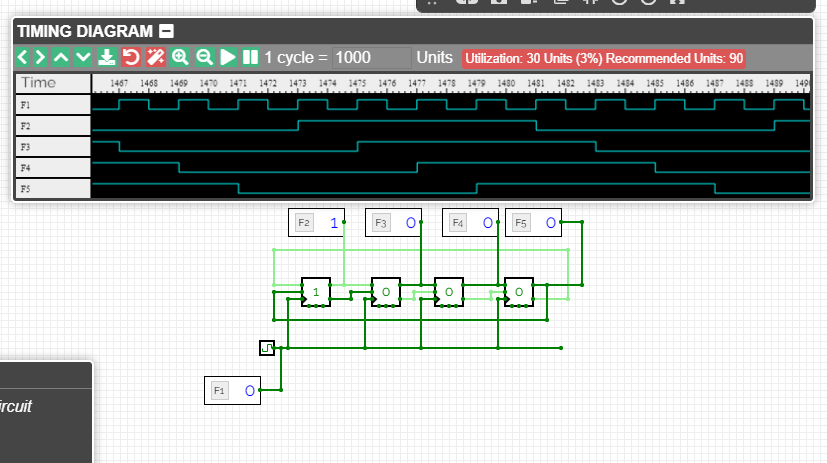 TIMING DIAGRAM
1 cycle = 1000 Units Utilization: 30 Units (3%) Recommended Units: 90
Time 1467 1468 1469 1470 1471 1472 1473 1474 1475 1476 1477 1478 1479 1480 1481 1482 1483 1484 1485 1486 1487 1488 1489 1490
F1
F2
F3
F4
F5
F2 1 F3 0 F4 0 F5 0
1 0 0 0
F1 0
ircuit